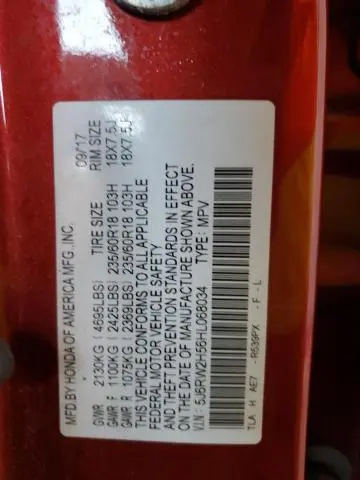 MFD.BY HONDA OF AMERICA MFG.,INC. 09/17
GVWR 2130KG (4695LBS) TIRE SIZE RIM SIZE
GAWR F 1100KG (2425LBS) 235/60R18 103H 18X7.5J
GAWR R 1075KG (2369LBS) 235/60R18 103H 18X7.5J
THIS VEHICLE CONFORMS TO ALL APPLICABLE
FEDERAL MOTOR VEHICLE SAFETY
AND THEFT PREVENTION STANDARDS IN EFFECT
ON THE DATE OF MANUFACTURE SHOWN ABOVE.
V.I.N.: 5J6RW2H56HL068034 TYPE: MPV
TLA H AE7 -R539PX - F - L